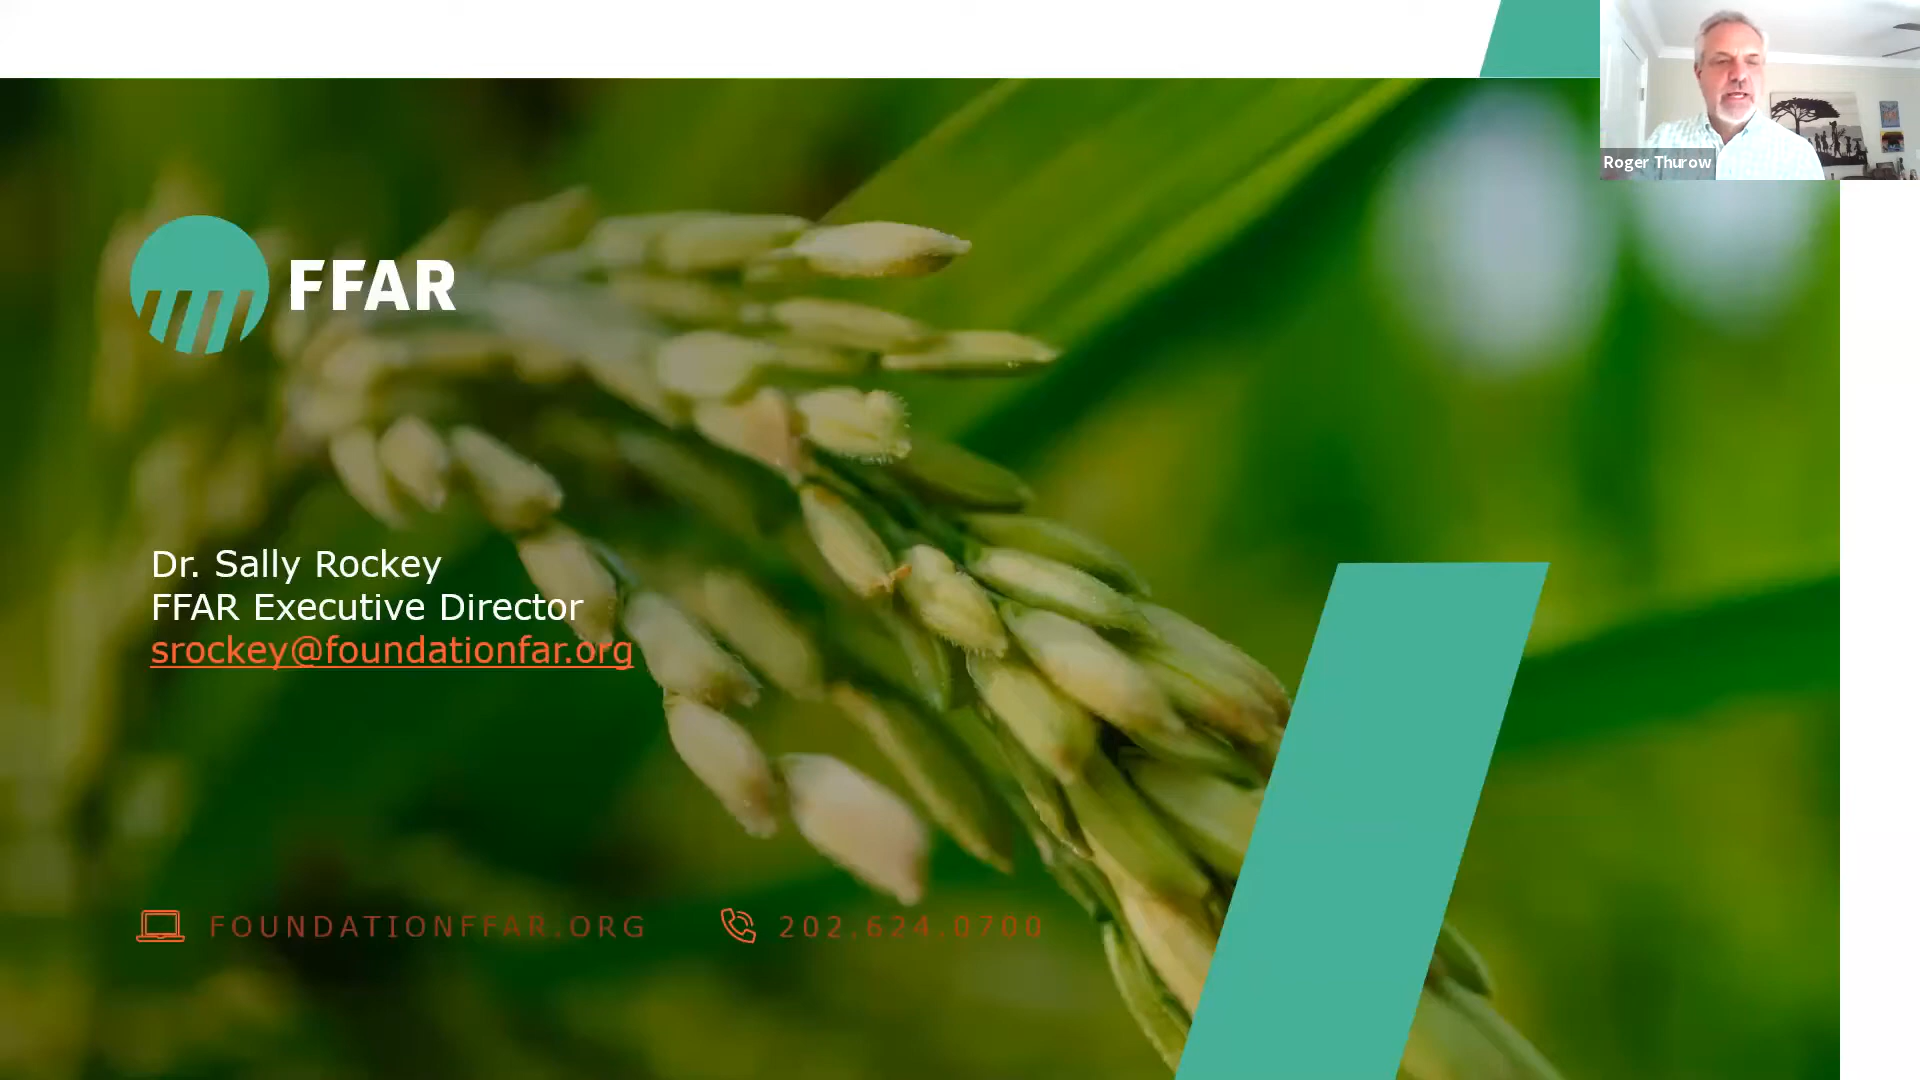 Roger Thurow
FFAR
Dr. Sally Rockey
FFAR Executive Director
srockey@foundationfar.org
FOUNDATIONFFAR.ORG
202.624.0700